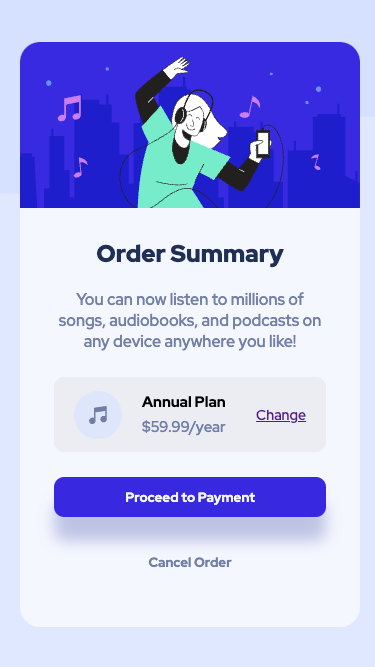 Order Summary
You can now listen to millions of
songs, audiobooks, and podcasts on
any device anywhere you like!
Annual Plan
$59.99/year
Change
Proceed to Payment
Cancel Order